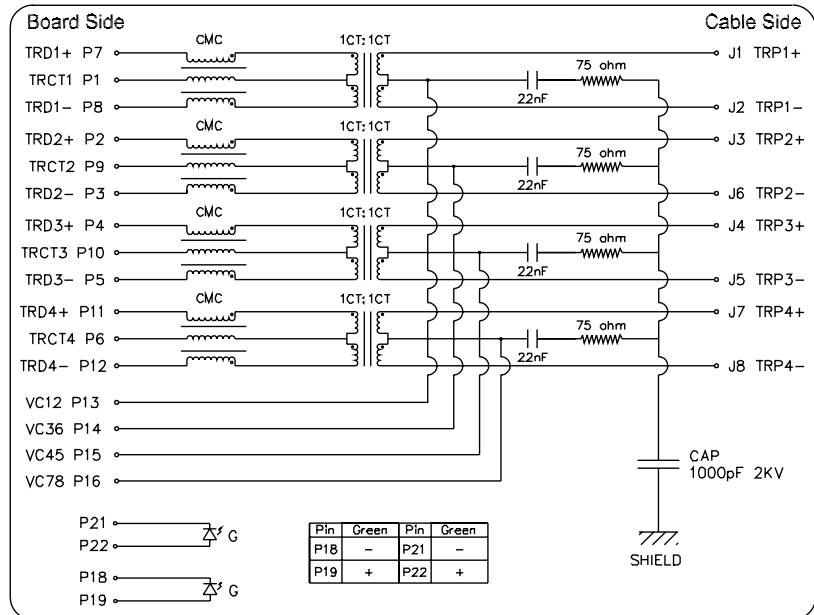 Board Side
Cable Side
CMC
1CT:1CT
TRD1+ P7
J1 TRP1+
75 ohm
TRCT1 P1
22nF
TRD1- P8
J2 TRP1-
CMC
1CT:1CT
TRD2+ P2
J3 TRP2+
75 ohm
TRCT2 P9
22nF
TRD2- P3
J6 TRP2-
CMC
1CT:1CT
TRD3+ P4
J4 TRP3+
75 ohm
TRCT3 P10
22nF
TRD3- P5
J5 TRP3-
CMC
1CT:1CT
TRD4+ P11
J7 TRP4+
75 ohm
TRCT4 P6
22nF
TRD4- P12
J8 TRP4-
VC12 P13
VC36 P14
VC45 P15
VC78 P16
CAP
1000pF 2KV
SHIELD
P21
P22
G
P18
P19
G
Pin Green Pin Green
P18 - P21 -
P19 + P22 +